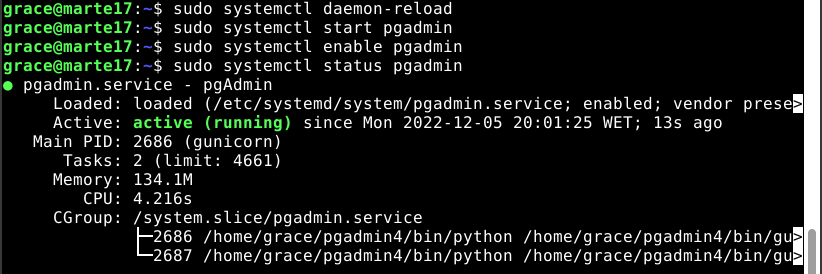 grace@marte17:~$ sudo systemctl daemon-reload
grace@marte17:~$ sudo systemctl start pgadmin
grace@marte17:~$ sudo systemctl enable pgadmin
grace@marte17:~$ sudo systemctl status pgadmin
● pgadmin.service - pgAdmin
     Loaded: loaded (/etc/systemd/system/pgadmin.service; enabled; vendor prese>
     Active: active (running) since Mon 2022-12-05 20:01:25 WET; 13s ago
   Main PID: 2686 (gunicorn)
      Tasks: 2 (limit: 4661)
     Memory: 134.1M
        CPU: 4.216s
     CGroup: /system.slice/pgadmin.service
             ├─2686 /home/grace/pgadmin4/bin/python /home/grace/pgadmin4/bin/gu>
             └─2687 /home/grace/pgadmin4/bin/python /home/grace/pgadmin4/bin/gu>